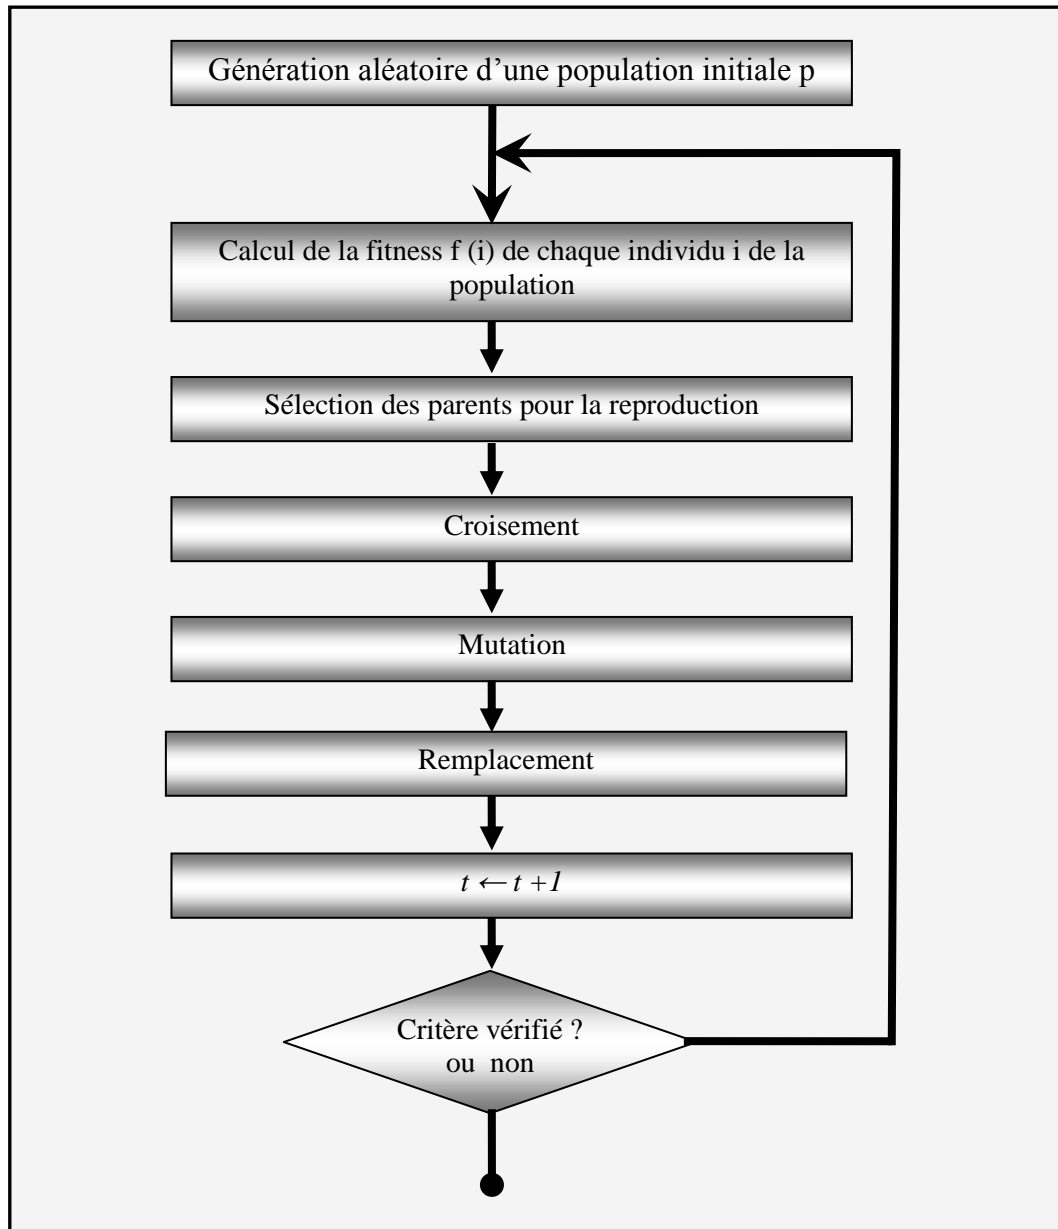 Génération aléatoire d’une population initiale p
Calcul de la fitness f (i) de chaque individu i de la
population
Sélection des parents pour la reproduction
Croisement
Mutation
Remplacement
t ← t +1
Critère vérifié ?
ou non